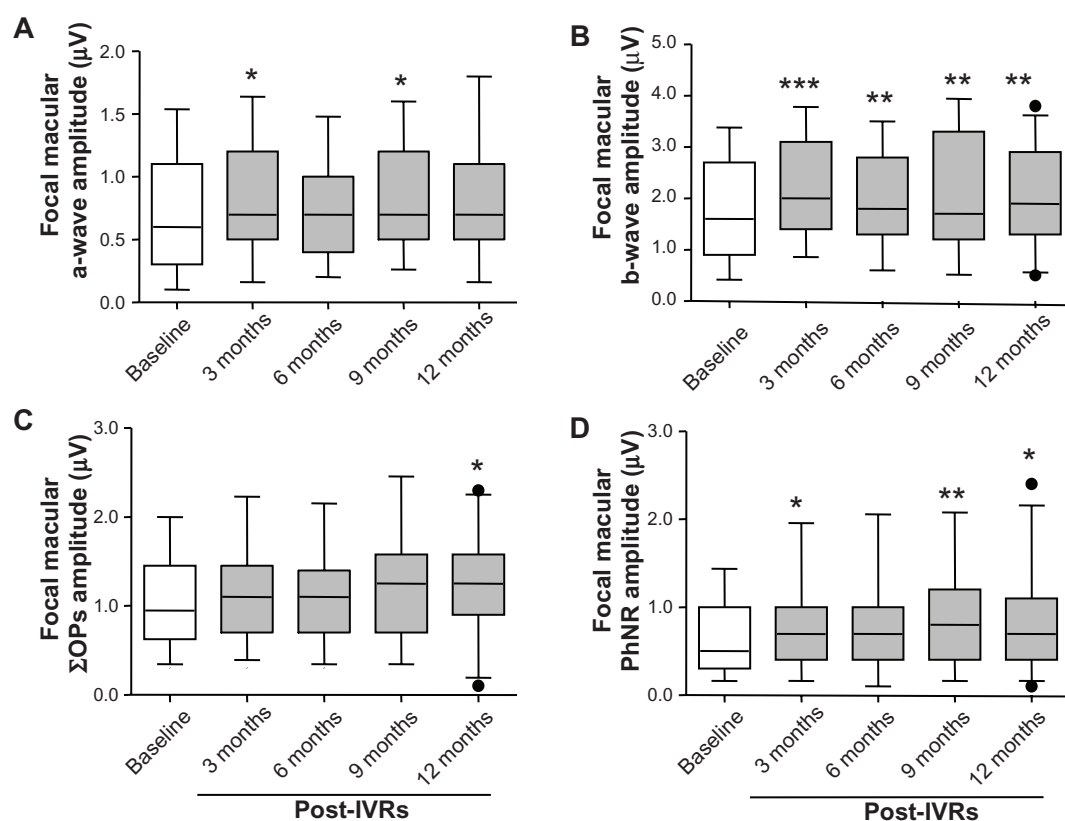 A
Focal macular
a-wave amplitude (μV)
2.0
1.5
1.0
0.5
0.0
*
*
Baseline
3 months
6 months
9 months
12 months
B
Focal macular
b-wave amplitude (μV)
5.0
4.0
3.0
2.0
1.0
0.0
***
**
**
**
Baseline
3 months
6 months
9 months
12 months
C
Focal macular
ΣOPs amplitude (μV)
3.0
2.0
1.0
0.0
*
Baseline
3 months
6 months
9 months
12 months
Post-IVRs
D
Focal macular
PhNR amplitude (μV)
3.0
2.0
1.0
0.0
*
**
*
Baseline
3 months
6 months
9 months
12 months
Post-IVRs